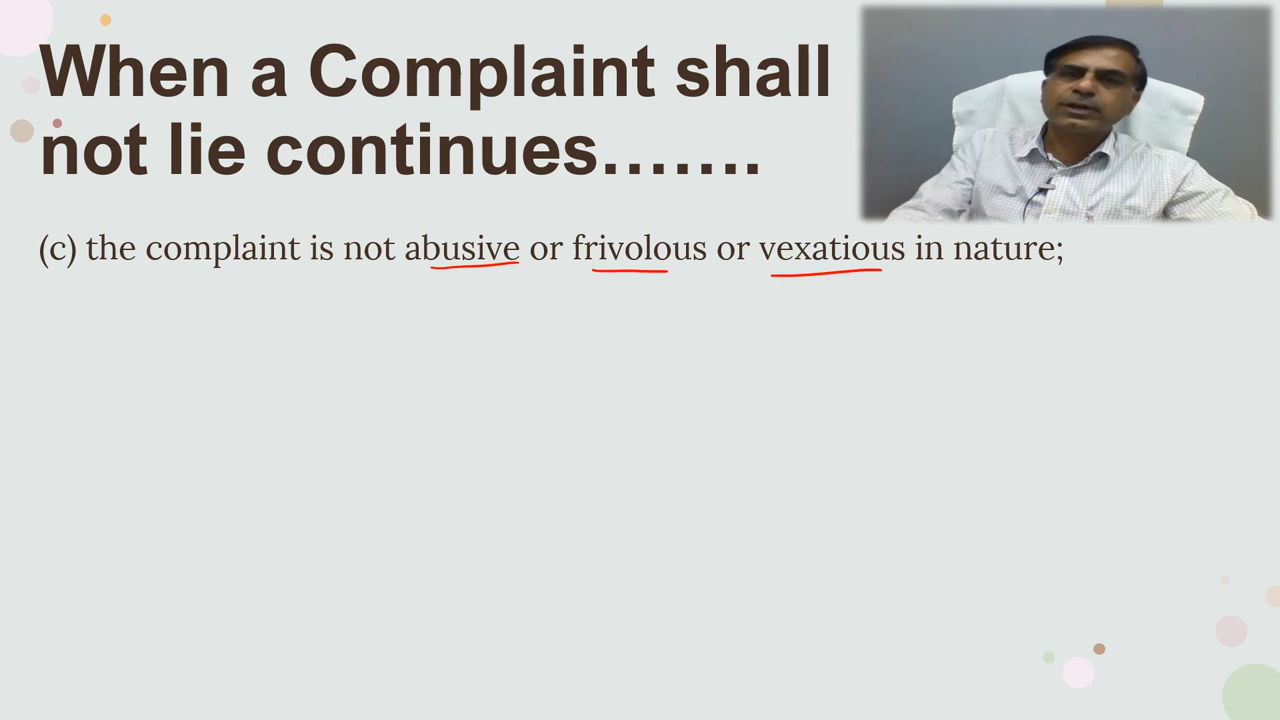 When a Complaint shall
not lie continues.......
(c) the complaint is not abusive or frivolous or vexatious in nature;